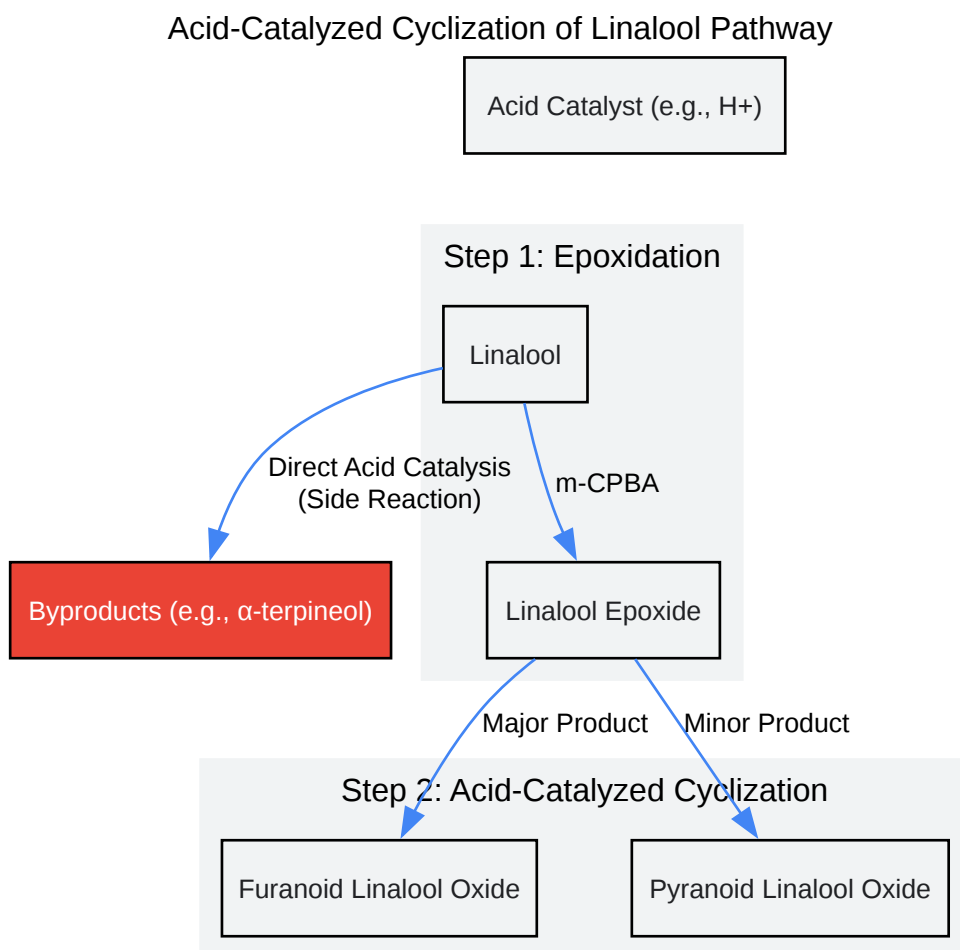 Acid-Catalyzed Cyclization of Linalool Pathway
Acid Catalyst (e.g., H+)
Step 1: Epoxidation
Linalool
Direct Acid Catalysis
(Side Reaction)
m-CPBA
Byproducts (e.g., α-terpineol)
Linalool Epoxide
Major Product
Minor Product
Step 2: Acid-Catalyzed Cyclization
Furanoid Linalool Oxide
Pyranoid Linalool Oxide